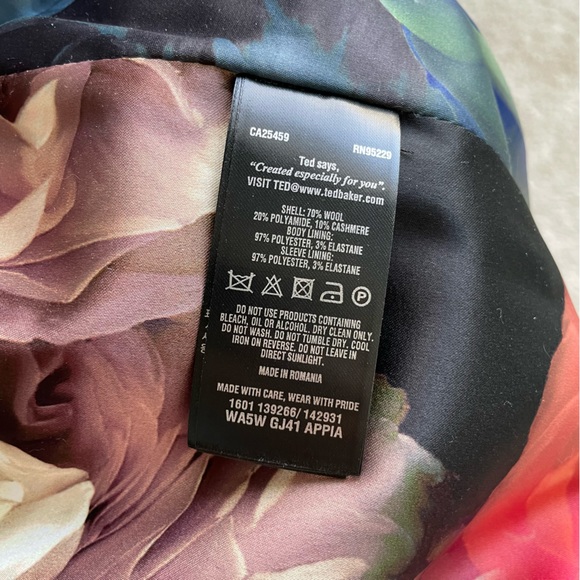 CA25459 RN95229
Ted says,
"Created especially for you".
VISIT TED@www.tedbaker.com
SHELL: 70% WOOL
20% POLYAMIDE, 10% CASHMERE
BODY LINING:
97% POLYESTER, 3% ELASTANE
SLEEVE LINING:
97% POLYESTER, 3% ELASTANE
DO NOT USE PRODUCTS CONTAINING
BLEACH, OIL OR ALCOHOL. DRY CLEAN ONLY.
DO NOT WASH. DO NOT TUMBLE DRY. COOL
IRON ON REVERSE. DO NOT LEAVE IN
DIRECT SUNLIGHT.
MADE IN ROMANIA
MADE WITH CARE, WEAR WITH PRIDE
1601 139266/ 142931
WA5W GJ41 APPIA